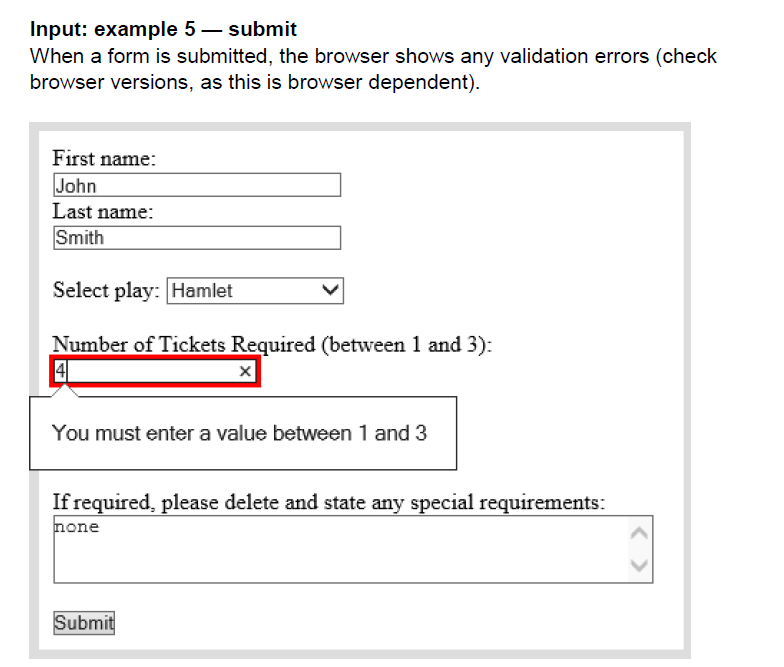 Input: example 5 — submit
When a form is submitted, the browser shows any validation errors (check
browser versions, as this is browser dependent).
First name:
John
Last name:
Smith
Select play: Hamlet
Number of Tickets Required (between 1 and 3):
4
You must enter a value between 1 and 3
If required, please delete and state any special requirements:
none
Submit